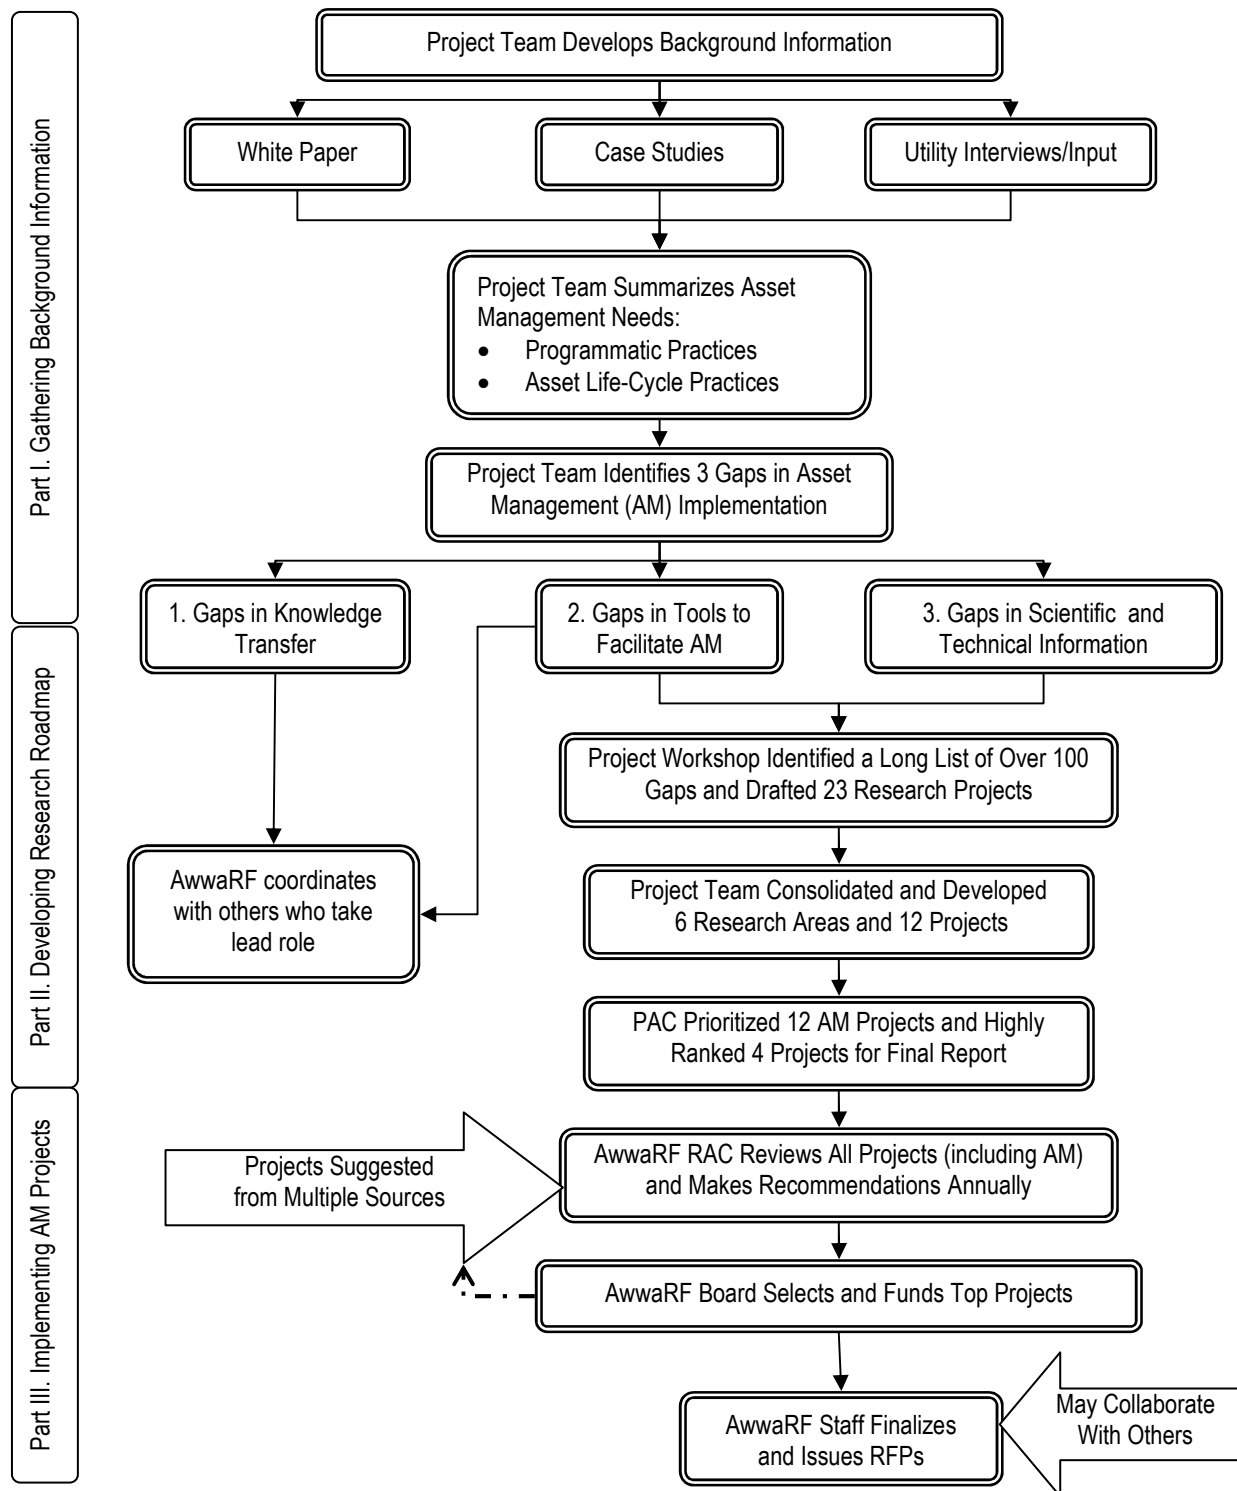 Part I. Gathering Background Information
Project Team Develops Background Information
White Paper
Case Studies
Utility Interviews/Input
Project Team Summarizes Asset
Management Needs:
• Programmatic Practices
• Asset Life-Cycle Practices
Project Team Identifies 3 Gaps in Asset
Management (AM) Implementation
1. Gaps in Knowledge
Transfer
2. Gaps in Tools to
Facilitate AM
3. Gaps in Scientific and
Technical Information
Part II. Developing Research Roadmap
Project Workshop Identified a Long List of Over 100
Gaps and Drafted 23 Research Projects
AwwaRF coordinates
with others who take
lead role
Project Team Consolidated and Developed
6 Research Areas and 12 Projects
PAC Prioritized 12 AM Projects and Highly
Ranked 4 Projects for Final Report
Part III. Implementing AM Projects
Projects Suggested
from Multiple Sources
AwwaRF RAC Reviews All Projects (including AM)
and Makes Recommendations Annually
AwwaRF Board Selects and Funds Top Projects
AwwaRF Staff Finalizes
and Issues RFPs
May Collaborate
With Others